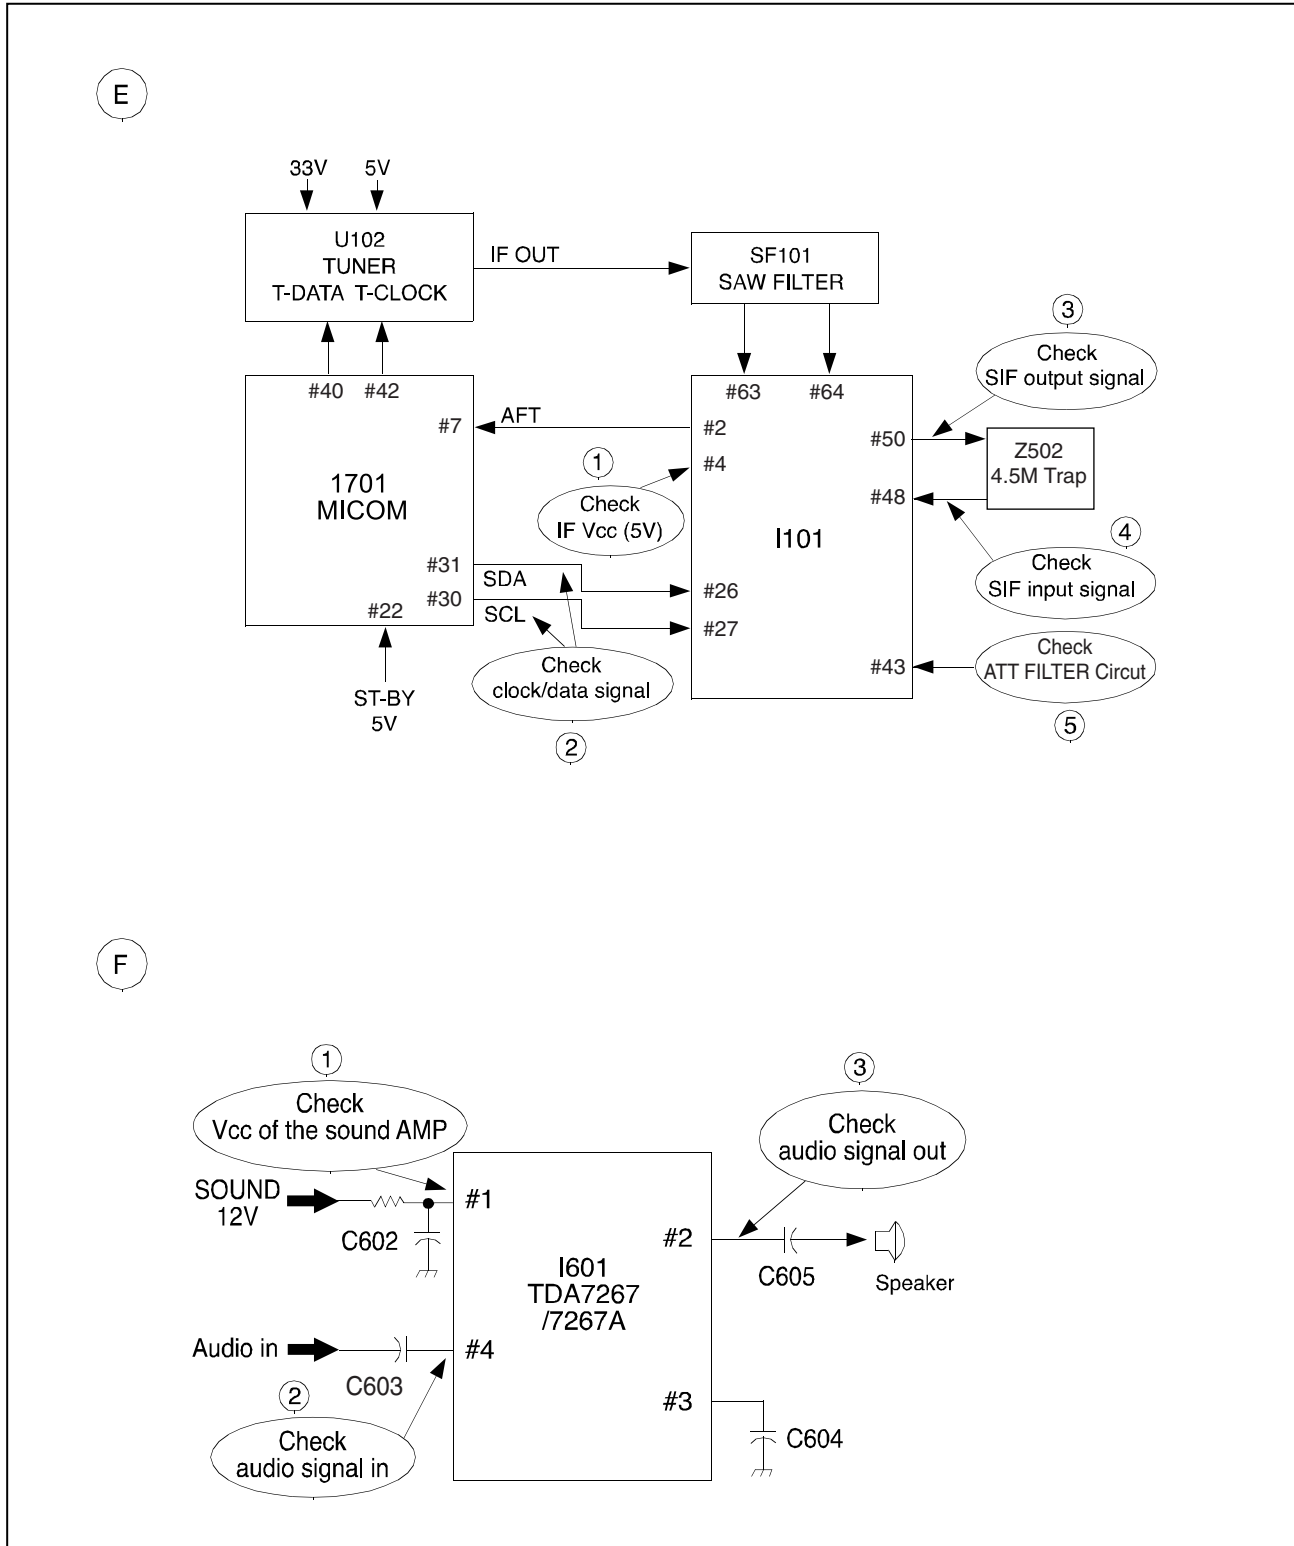 E
33V 5V
U102
TUNER
T-DATA T-CLOCK
IF OUT
SF101
SAW FILTER
3
Check
SIF output signal
#40 #42
#7
AFT
#63 #64
#2
#50
Z502
4.5M Trap
1
#4
1701
MICOM
Check
IF Vcc (5V)
#48
I101
4
Check
SIF input signal
#31
SDA
#26
#30
#22
SCL
#27
Check
clock/data signal
#43
Check
ATT FILTER Circut
ST-BY
5V
2
5
F
1
Check
Vcc of the sound AMP
3
Check
audio signal out
SOUND
12V
#1
C602
#2
C605
Speaker
I601
TDA7267
/7267A
Audio in
#4
C603
2
#3
Check
audio signal in
C604